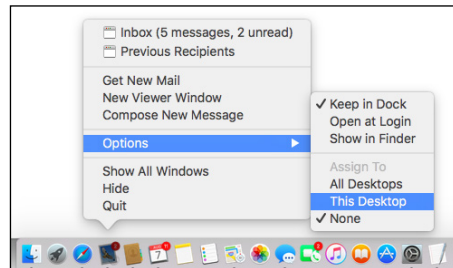 Inbox (5 messages, 2 unread)
Previous Recipients
Get New Mail
New Viewer Window
Compose New Message
Options
Show All Windows
Hide
Quit
✓ Keep in Dock
Open at Login
Show in Finder
Assign To
All Desktops
This Desktop
✓ None